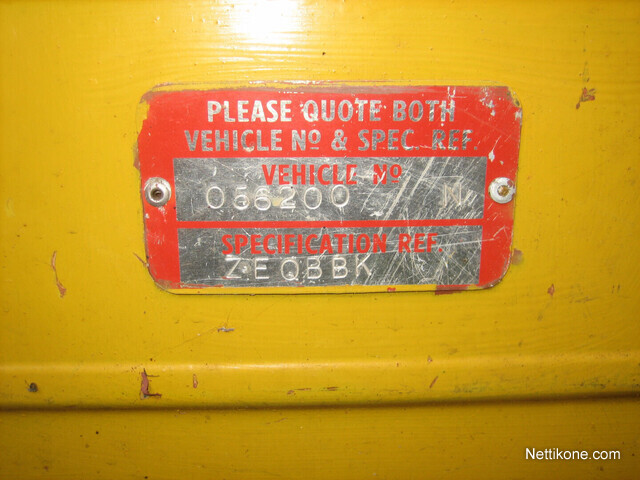 PLEASE QUOTE BOTH
VEHICLE Nº & SPEC. REF.
VEHICLE Nº
056200 N
SPECIFICATION REF.
ZEQBBK
Nettikone.com